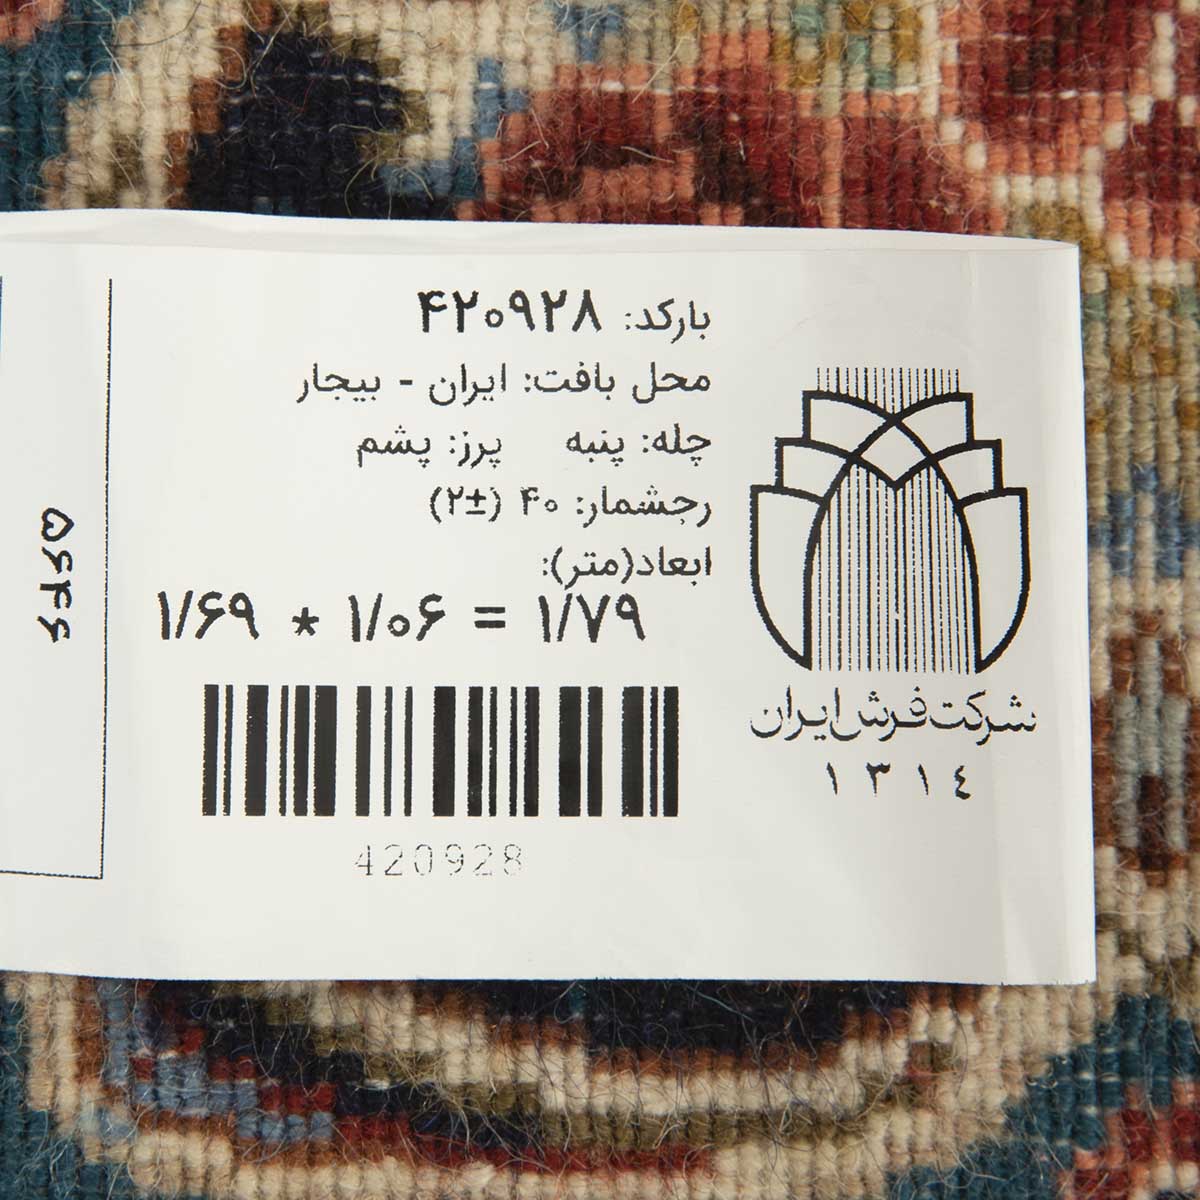 بارکد: ۴۲۰۹۲۸
محل بافت: ایران - بیجار
چله: پنبه پرز: پشم
رجشمار: ۴۰ (±۲)
ابعاد(متر):
۱/۶۹ * ۱/۰۶ = ۱/۷۹
420928
شرکت فرش ایران
١٣١٤
۵۶۴۶۶